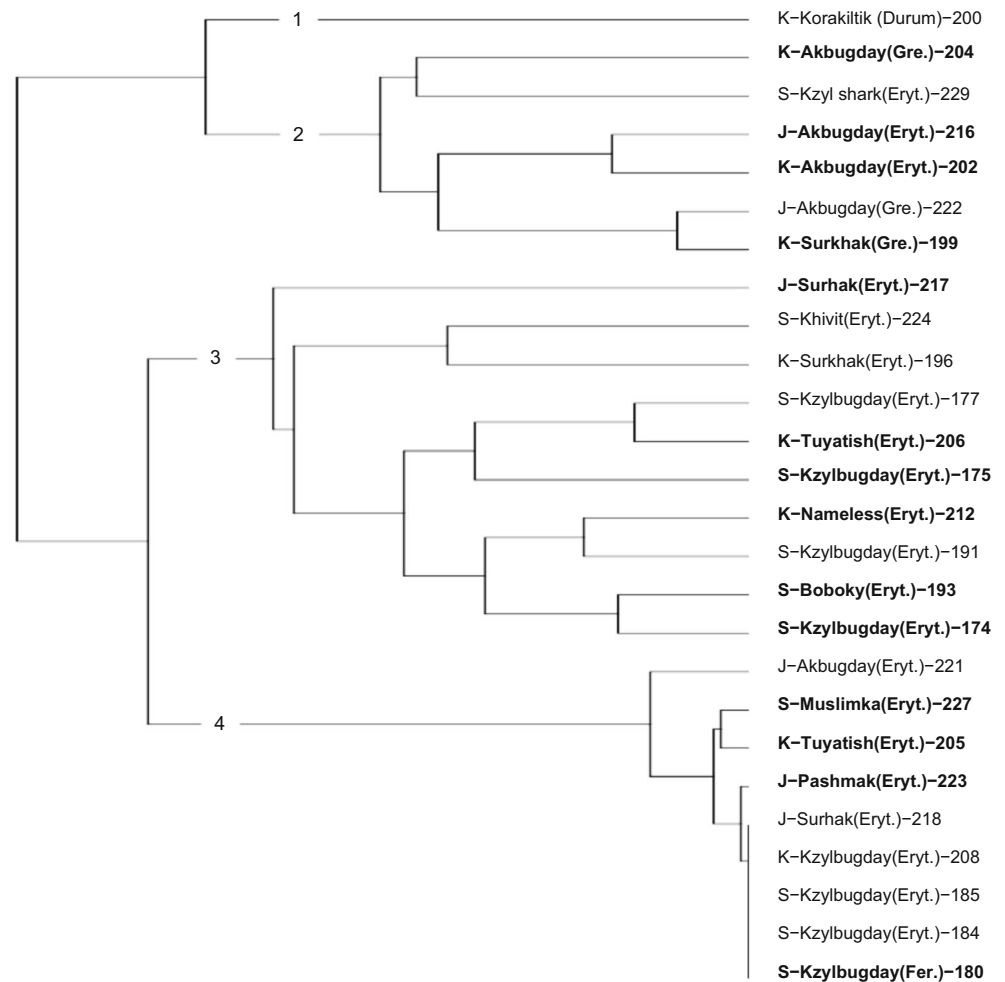 1
K−Korakiltik (Durum)−200
K−Akbugday(Gre.)−204
S−Kzyl shark(Eryt.)−229
2
J−Akbugday(Eryt.)−216
K−Akbugday(Eryt.)−202
J−Akbugday(Gre.)−222
K−Surkhak(Gre.)−199
J−Surhak(Eryt.)−217
S−Khivit(Eryt.)−224
3
K−Surkhak(Eryt.)−196
S−Kzylbugday(Eryt.)−177
K−Tuyatish(Eryt.)−206
S−Kzylbugday(Eryt.)−175
K−Nameless(Eryt.)−212
S−Kzylbugday(Eryt.)−191
S−Boboky(Eryt.)−193
S−Kzylbugday(Eryt.)−174
J−Akbugday(Eryt.)−221
S−Muslimka(Eryt.)−227
4
K−Tuyatish(Eryt.)−205
J−Pashmak(Eryt.)−223
J−Surhak(Eryt.)−218
K−Kzylbugday(Eryt.)−208
S−Kzylbugday(Eryt.)−185
S−Kzylbugday(Eryt.)−184
S−Kzylbugday(Fer.)−180